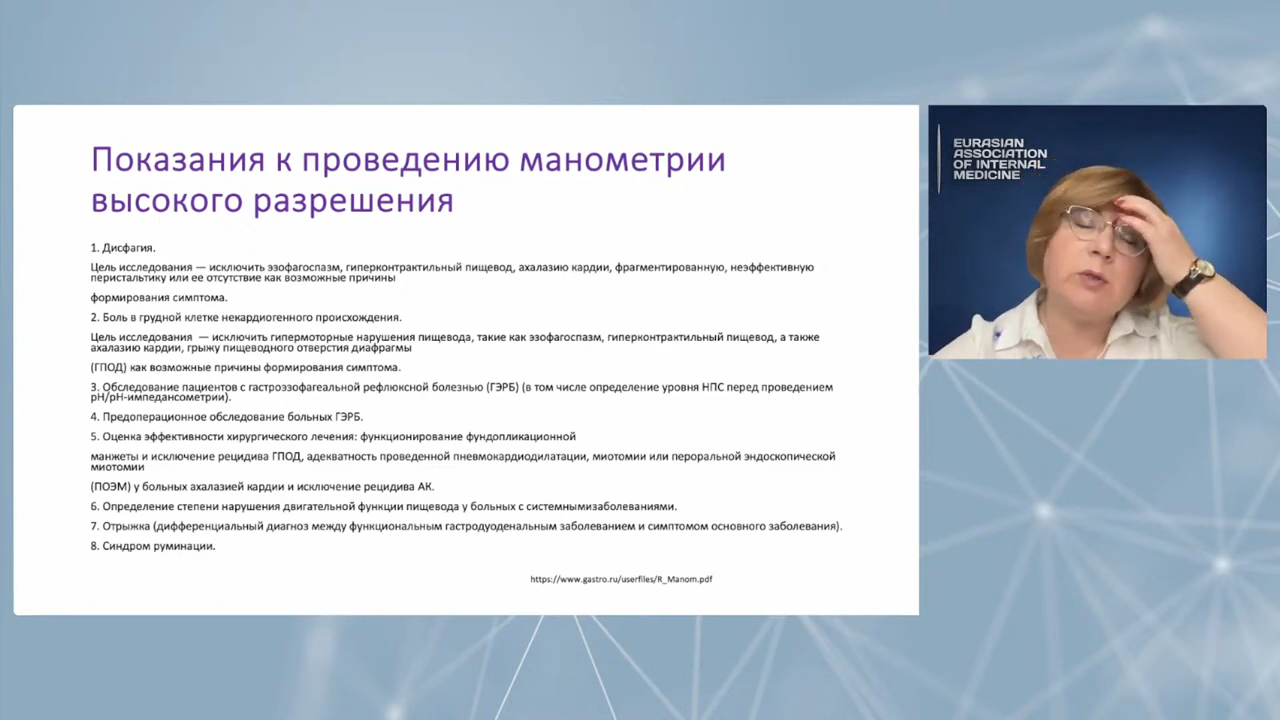 Показания к проведению манометрии
высокого разрешения
1. Дисфагия.
Цель исследования — исключить эзофагоспазм, гиперконтрактильный пищевод, ахалазию кардии, фрагментированную, неэффективную
перистальтику или ее отсутствие как возможные причины
формирования симптома.
2. Боль в грудной клетке некардиогенного происхождения.
Цель исследования — исключить гипермоторные нарушения пищевода, такие как эзофагоспазм, гиперконтрактильный пищевод, а также
ахалазию кардии, грыжу пищеводного отверстия диафрагмы
(ГПОД) как возможные причины формирования симптома.
3. Обследование пациентов с гастроэзофагеальной рефлюксной болезнью (ГЭРБ) (в том числе определение уровня НПС перед проведением
рН/рН-импедансометрии).
4. Предоперационное обследование больных ГЭРБ.
5. Оценка эффективности хирургического лечения: функционирование фундопликационной
манжеты и исключение рецидива ГПОД, адекватность проведенной пневмокардиодилатации, миотомии или пероральной эндоскопической
миотомии
(ПОЭМ) у больных ахалазией кардии и исключение рецидива АК.
6. Определение степени нарушения двигательной функции пищевода у больных с системнымизаболеваниями.
7. Отрыжка (дифференциальный диагноз между функциональным гастродуоденальным заболеванием и симптомом основного заболевания).
8. Синдром руминации.
https://www.gastro.ru/userfiles/R_Manom.pdf
EURASIAN
ASSOCIATION
OF INTERNAL
MEDICINE